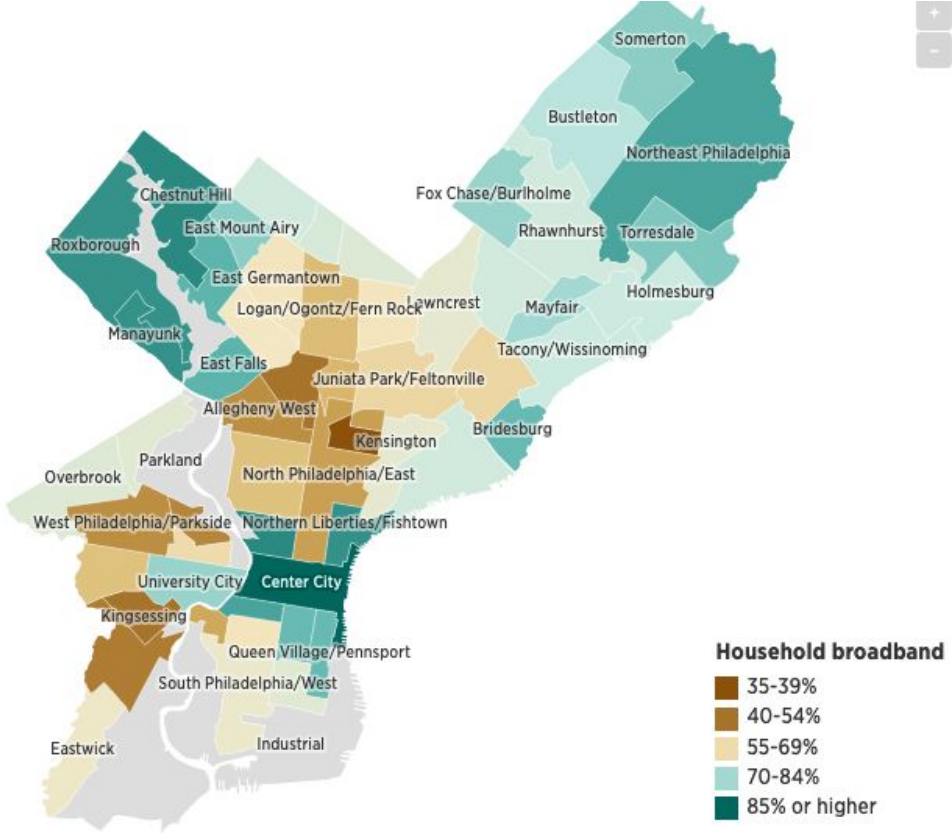 +
−
Somerton
Bustleton
Northeast Philadelphia
Fox Chase/Burlholme
Chestnut Hill
East Mount Airy
Rhawnhurst
Torresdale
Roxborough
East Germantown
Holmesburg
Logan/Ogontz/Fern Rock
Lawncrest
Mayfair
Manayunk
Tacony/Wissinoming
East Falls
Juniata Park/Feltonville
Allegheny West
Bridesburg
Kensington
Parkland
Overbrook
North Philadelphia/East
West Philadelphia/Parkside
Northern Liberties/Fishtown
University City
Center City
Kingsessing
Queen Village/Pennsport
South Philadelphia/West
Eastwick
Industrial
Household broadband
35-39%
40-54%
55-69%
70-84%
85% or higher